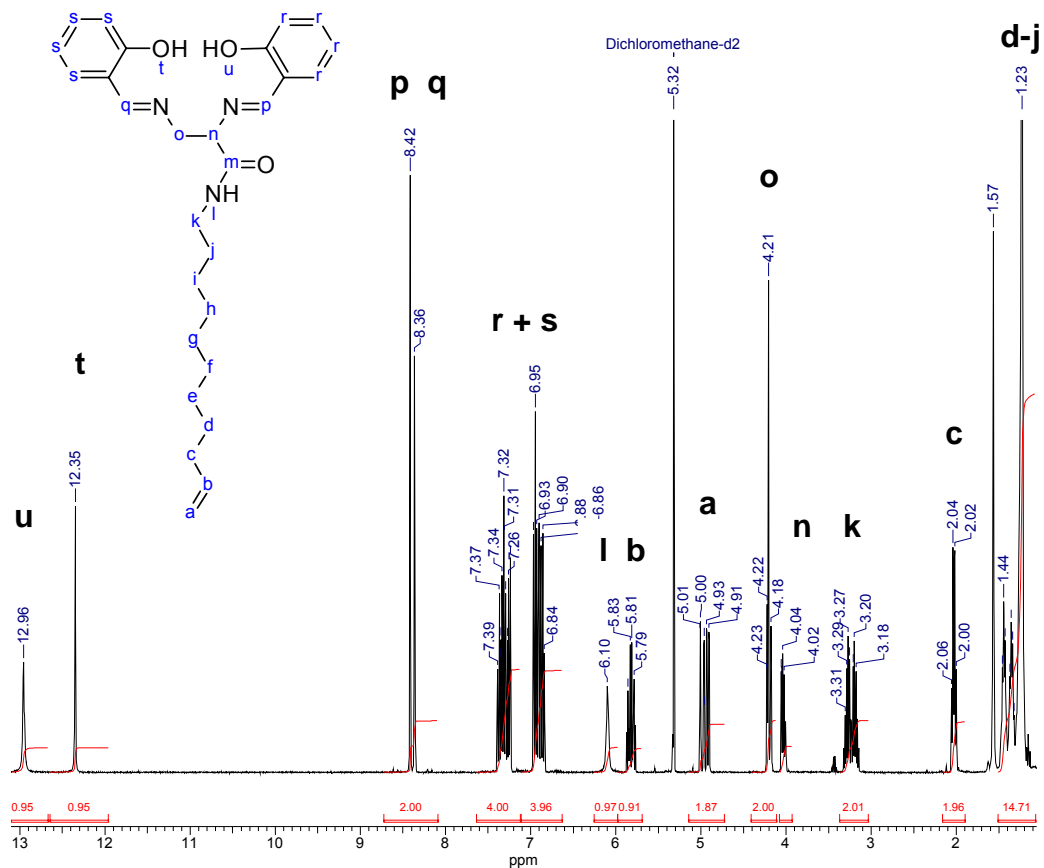 s s r r
s OH HO r
s t u r
q N N p
o n
m O
NH
k l
j
i
h
g
f
e
d
c
b
a
u
t
p q
r + s
l b
a
o
n
k
c
d-j
12.96
12.35
8.42
8.36
7.39
7.37
7.34
7.32
7.31
7.26
6.95
6.93
6.90
.88
-6.86
6.84
6.10
5.83
5.81
5.79
Dichloromethane-d2
5.32
5.01
5.00
4.93
4.91
4.23
4.22
4.21
4.18
4.04
4.02
3.31
3.29
3.27
3.20
3.18
2.06
2.04
2.02
2.00
1.57
1.44
1.23
0.95 0.95 2.00 4.00 3.96 0.97 0.91 1.87 2.00 2.01 1.96 14.71
13 12 11 10 9 8 7 6 5 4 3 2
ppm